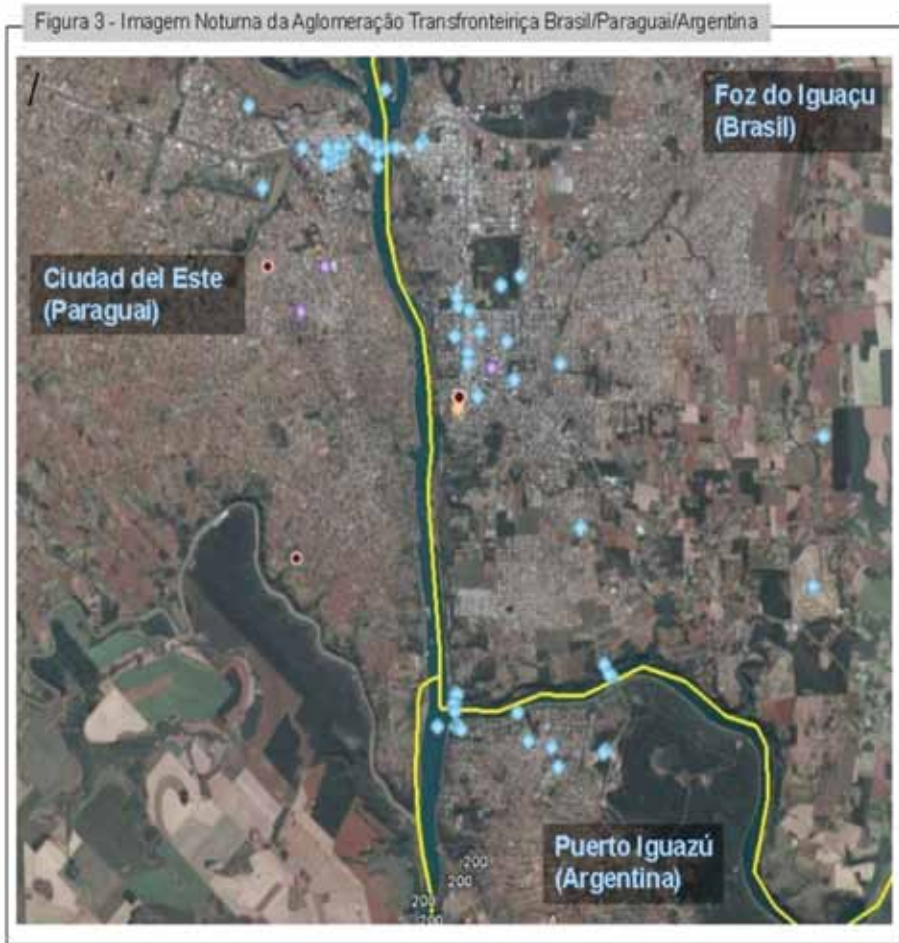 Figura 3 - Imagem Noturna da Aglomeração Transfronteiriça Brasil/Paraguai/Argentina
/
Foz do Iguaçu
(Brasil)
Ciudad del Este
(Paraguai)
Puerto Iguazú
(Argentina)
200
200
200
200